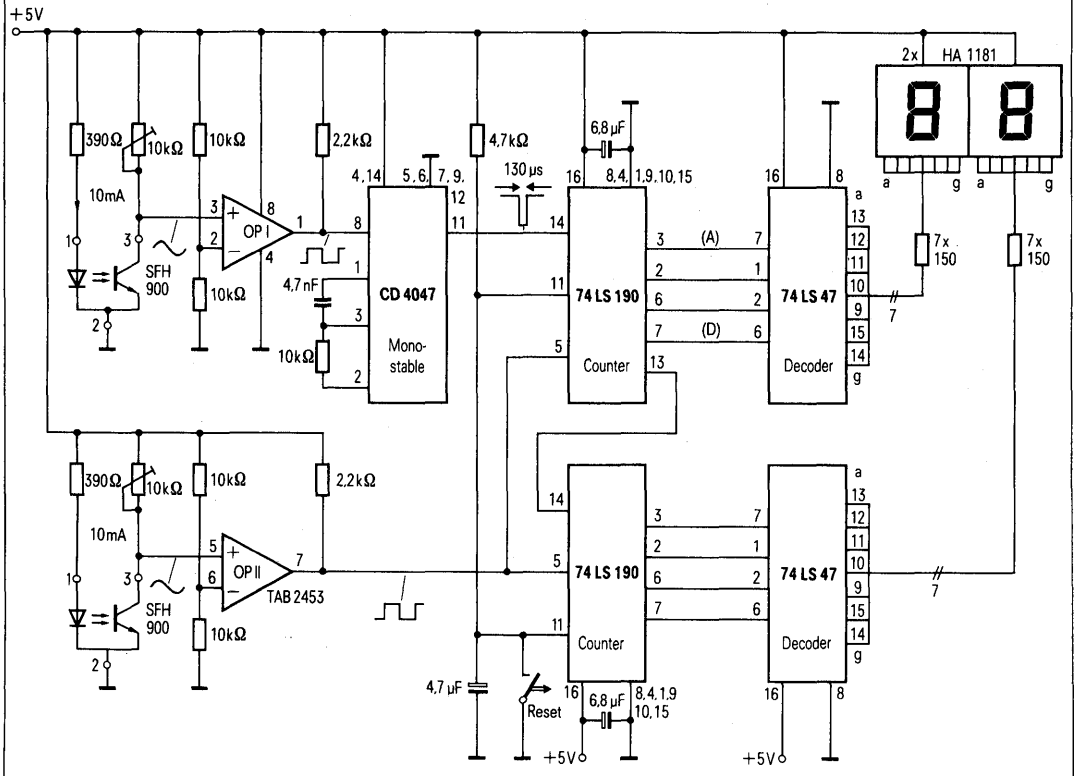 +5V
2x HA 1181
390Ω
10kΩ
10kΩ
2,2kΩ
4,7kΩ
6,8µF
10mA
4,14
5,6, 7,9,
12
130 µs
16
8,4, 1,9,10,15
16
8
a
g
a
g
3
+
OP I
8
1
8
11
14
3
(A)
7
a
13
12
11
10
9
15
14
g
7x
150
7x
150
1
3
2
−
4
SFH
900
10kΩ
2
4,7nF
1
3
10kΩ
2
CD 4047
Mono-
stable
11
5
74 LS 190
Counter
2
1
6
2
7
(D)
6
13
74 LS 47
Decoder
7
390Ω
10kΩ
10kΩ
2,2kΩ
10mA
5
+
OP II
7
TAB 2453
1
3
6
−
SFH
900
10kΩ
2
14
5
11
74 LS 190
Counter
3
7
2
1
6
2
7
6
74 LS 47
Decoder
a
13
12
11
10
9
15
14
g
7
4,7 µF
Reset
16
6,8µF
8,4,1,9
10,15
16
8
+5V
+5V